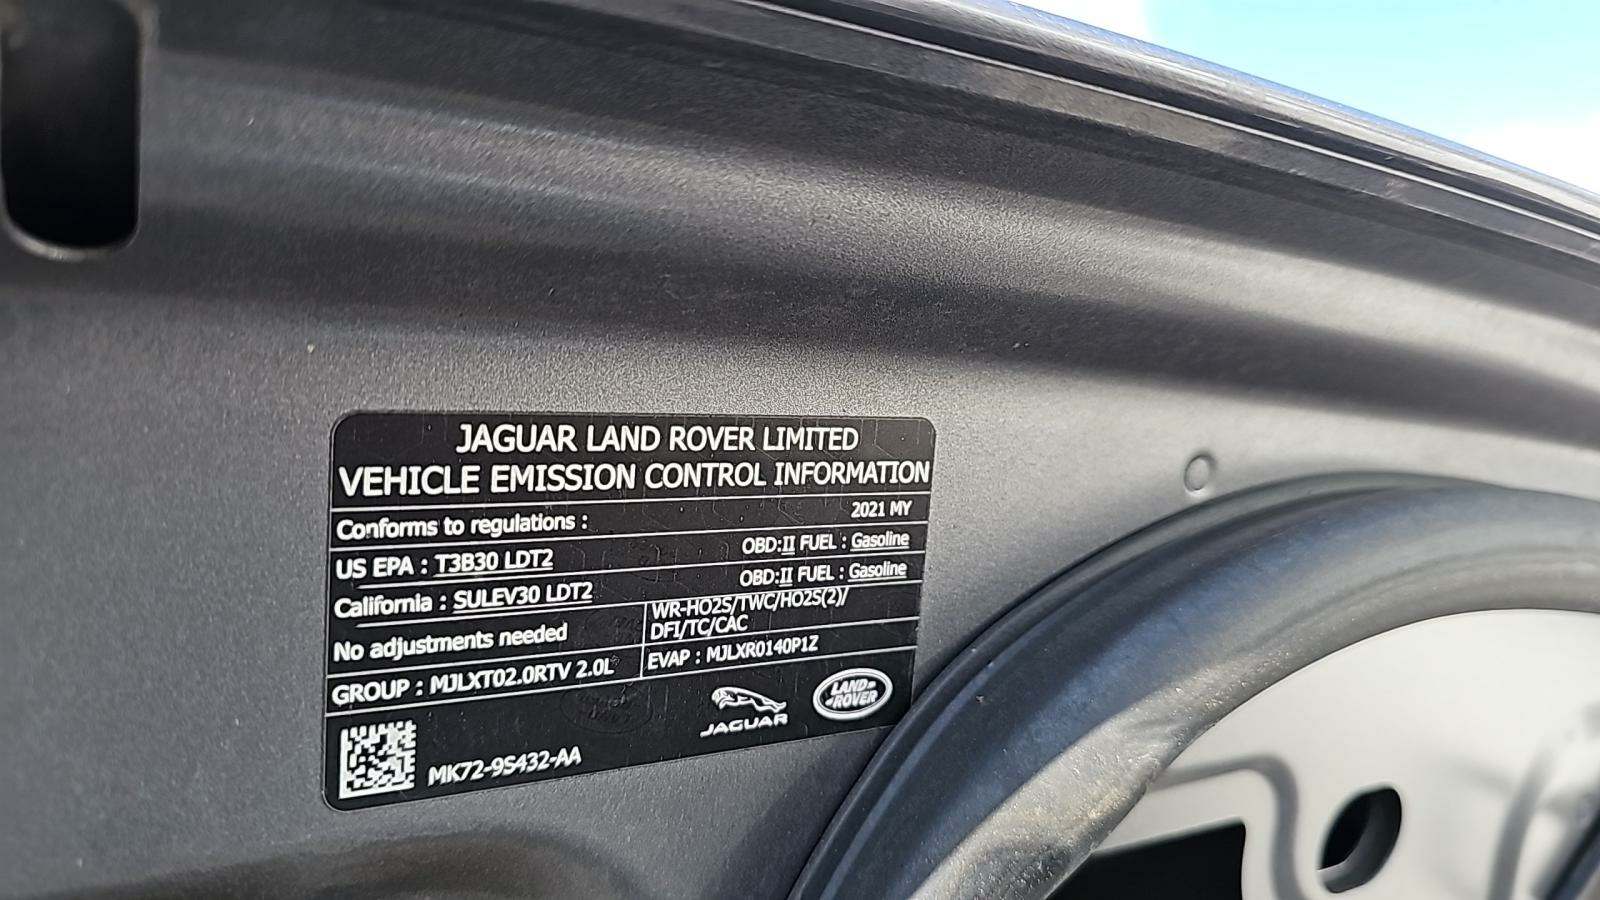 JAGUAR LAND ROVER LIMITED
VEHICLE EMISSION CONTROL INFORMATION
Conforms to regulations : 2021 MY
US EPA : T3B30 LDT2 OBD:II FUEL : Gasoline
California : SULEV30 LDT2 OBD:II FUEL : Gasoline
No adjustments needed
WR-HO2S/TWC/HO2S(2)/
DFI/TC/CAC
GROUP : MJLXT02.0RTV 2.0L
EVAP : MJLXR0140P1Z
MK72-9S432-AA
JAGUAR
LAND-
-ROVER